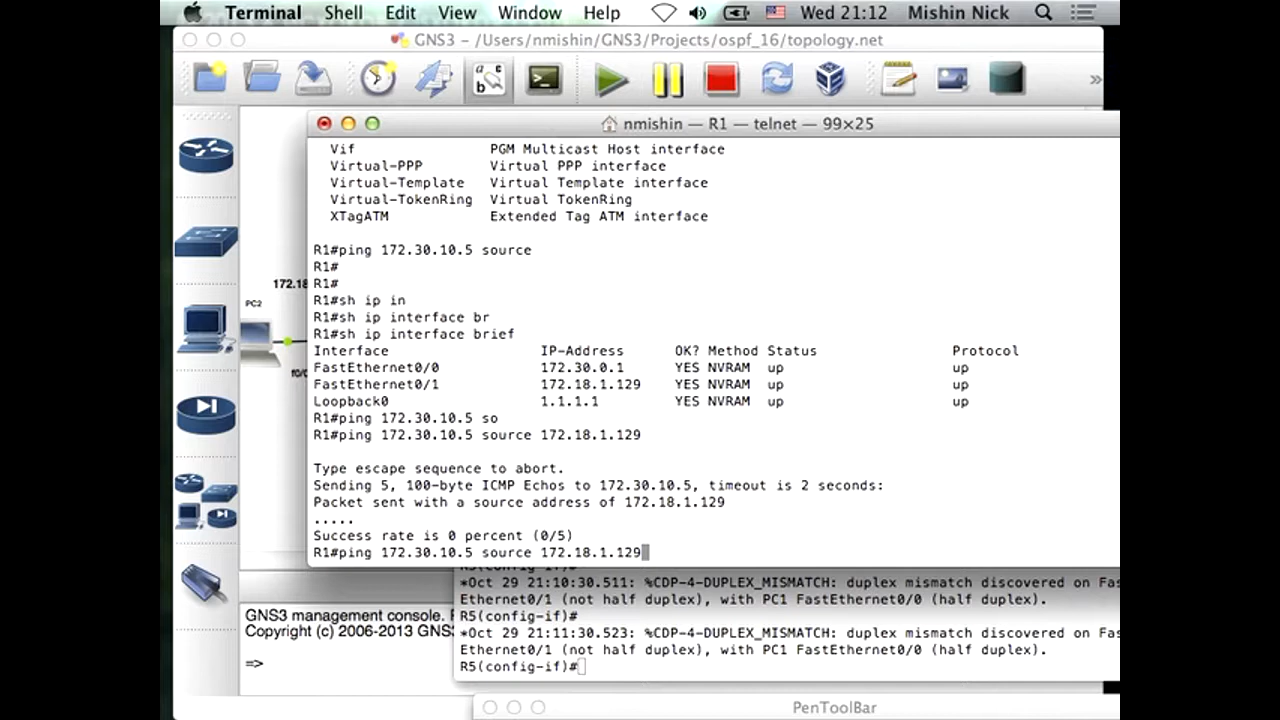 Terminal Shell Edit View Window Help Wed 21:12 Mishin Nick
GNS3 – /Users/nmishin/GNS3/Projects/ospf_16/topology.net
nmishin — R1 — telnet — 99×25
Vif PGM Multicast Host interface
Virtual-PPP Virtual PPP interface
Virtual-Template Virtual Template interface
Virtual-TokenRing Virtual TokenRing
XTagATM Extended Tag ATM interface
R1#ping 172.30.10.5 source
R1#
R1#
R1#sh ip in
R1#sh ip interface br
R1#sh ip interface brief
Interface IP-Address OK? Method Status Protocol
FastEthernet0/0 172.30.0.1 YES NVRAM up up
FastEthernet0/1 172.18.1.129 YES NVRAM up up
Loopback0 1.1.1.1 YES NVRAM up up
R1#ping 172.30.10.5 so
R1#ping 172.30.10.5 source 172.18.1.129
Type escape sequence to abort.
Sending 5, 100-byte ICMP Echos to 172.30.10.5, timeout is 2 seconds:
Packet sent with a source address of 172.18.1.129
.....
Success rate is 0 percent (0/5)
R1#ping 172.30.10.5 source 172.18.1.129
172.18
PC2
f0/0
*Oct 29 21:10:30.511: %CDP-4-DUPLEX_MISMATCH: duplex mismatch discovered on Fas
Ethernet0/1 (not half duplex), with PC1 FastEthernet0/0 (half duplex).
R5(config-if)#
*Oct 29 21:11:30.523: %CDP-4-DUPLEX_MISMATCH: duplex mismatch discovered on Fas
Ethernet0/1 (not half duplex), with PC1 FastEthernet0/0 (half duplex).
R5(config-if)#
GNS3 management console.
Copyright (c) 2006-2013 GNS3
=>
PenToolBar